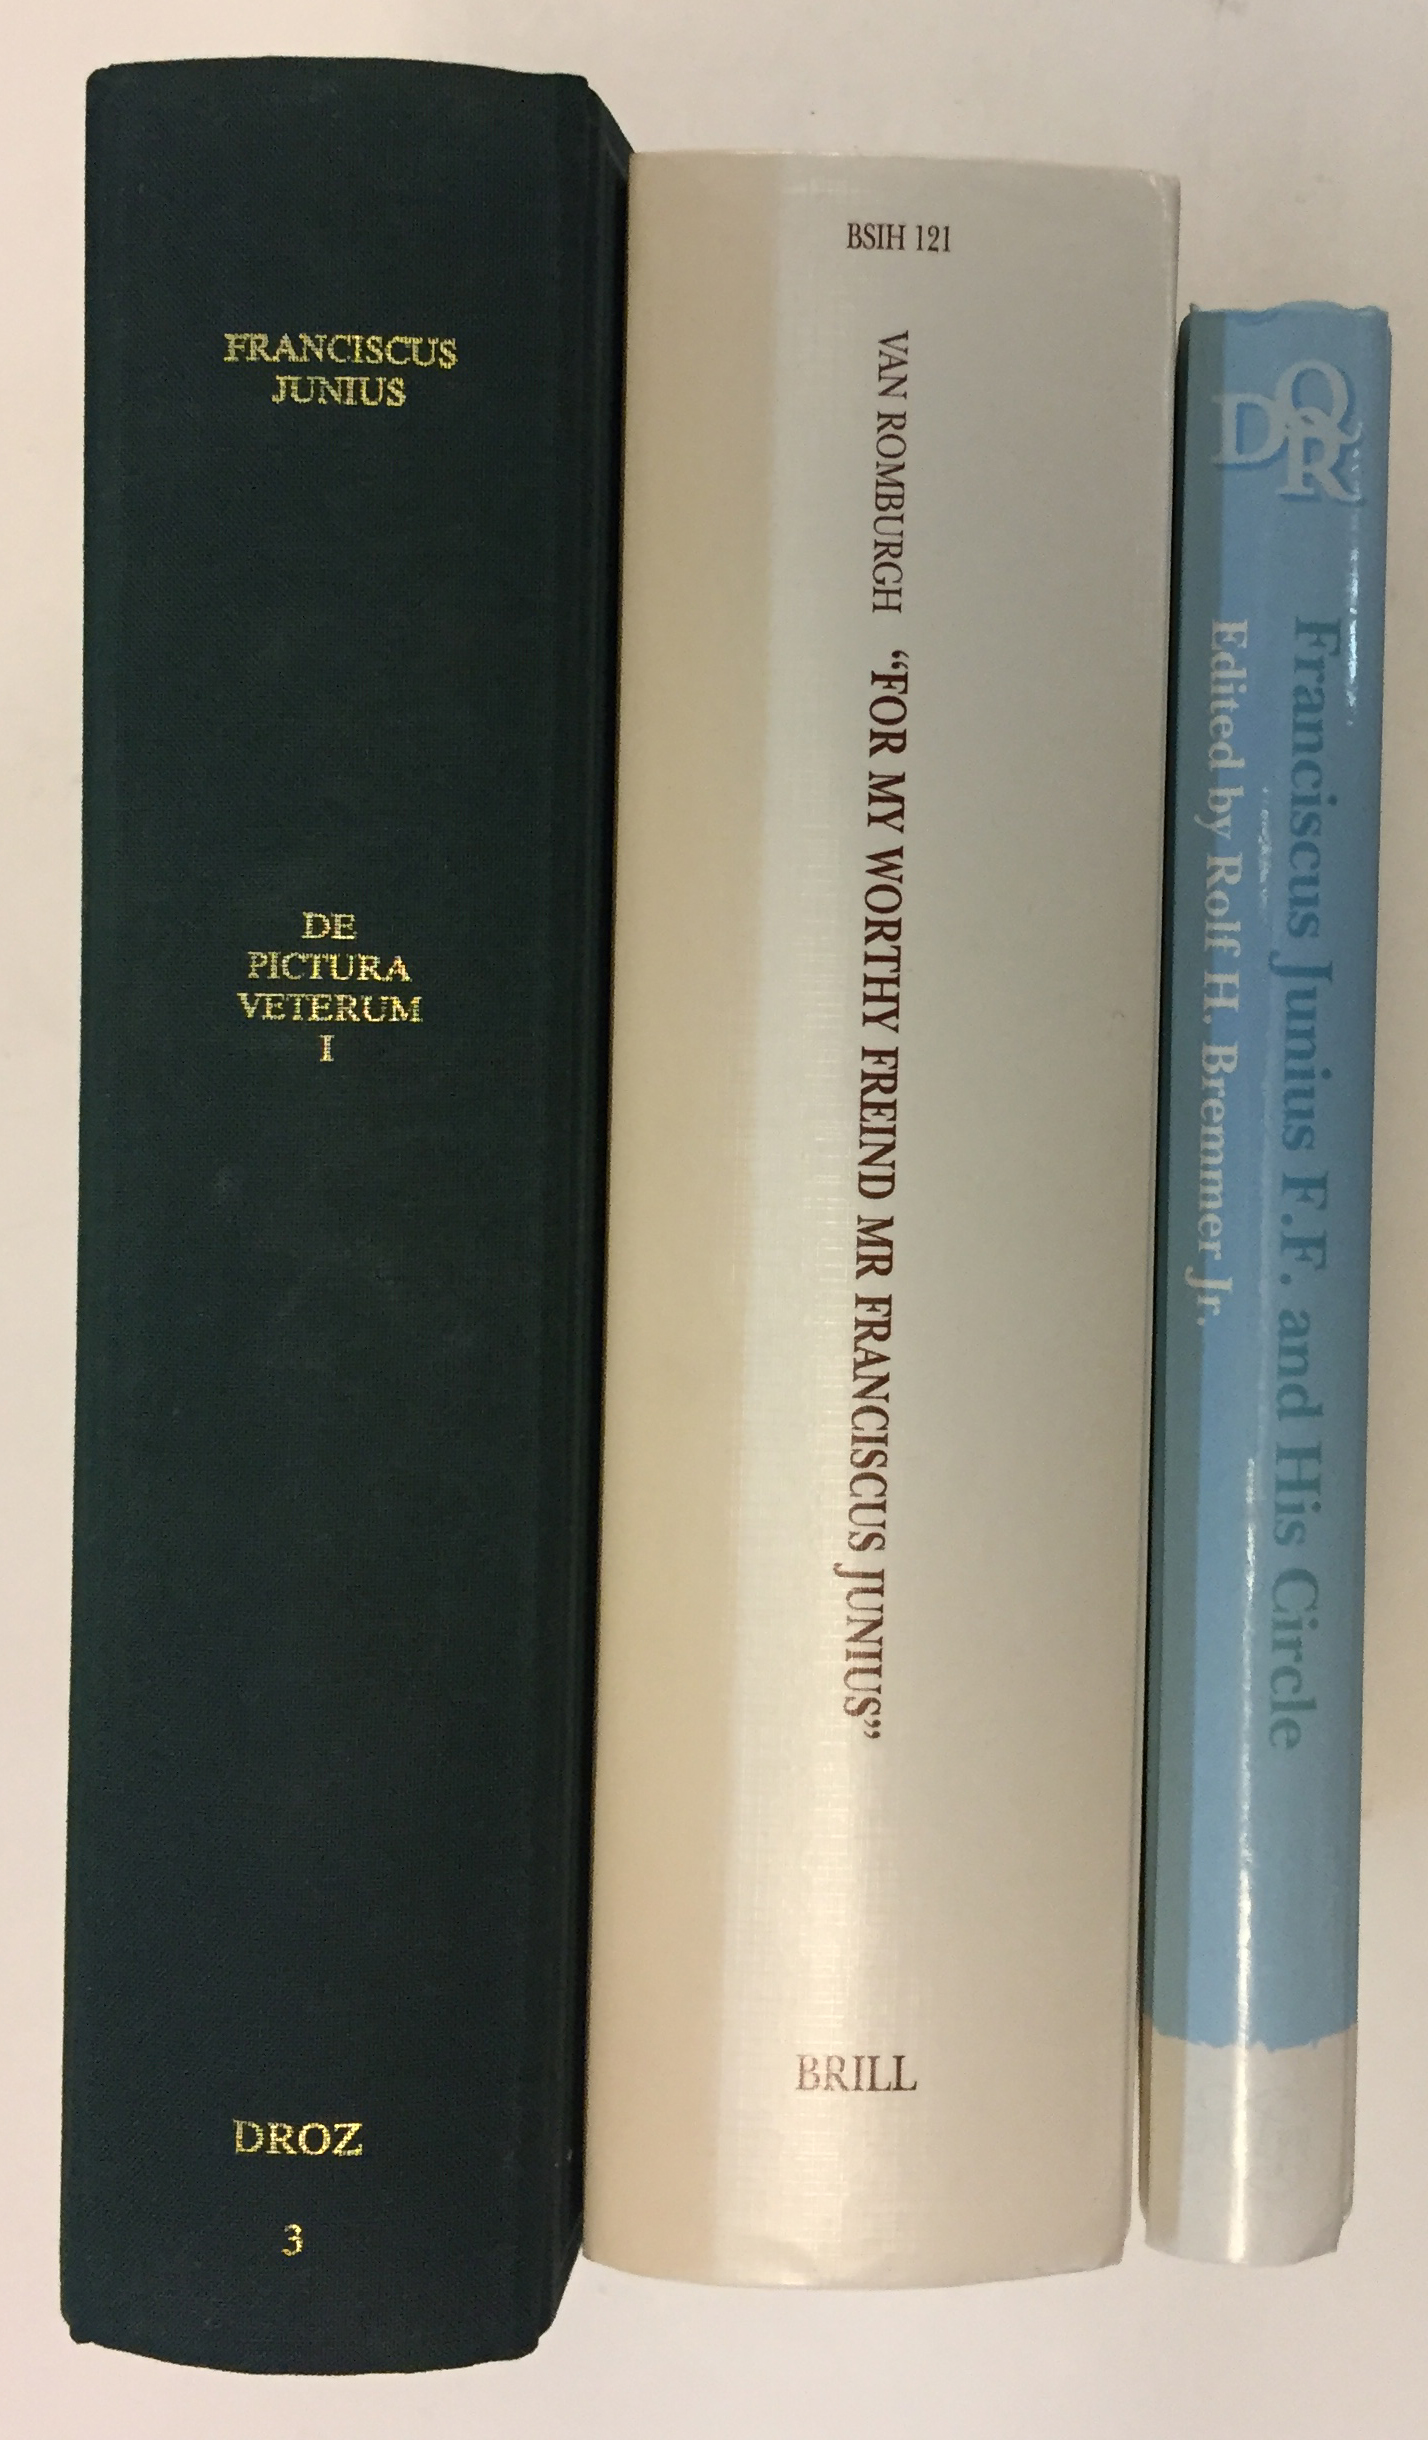 FRANCISCUS
JUNIUS
DE
PICTURA
VETERUM
I
DROZ
3
BSIH 121
VAN ROMBURGH “FOR MY WORTHY FREIND MR FRANCISCUS JUNIUS”
BRILL
DQR
Franciscus Junius F.F. and His Circle
Edited by Rolf H. Bremmer Jr.